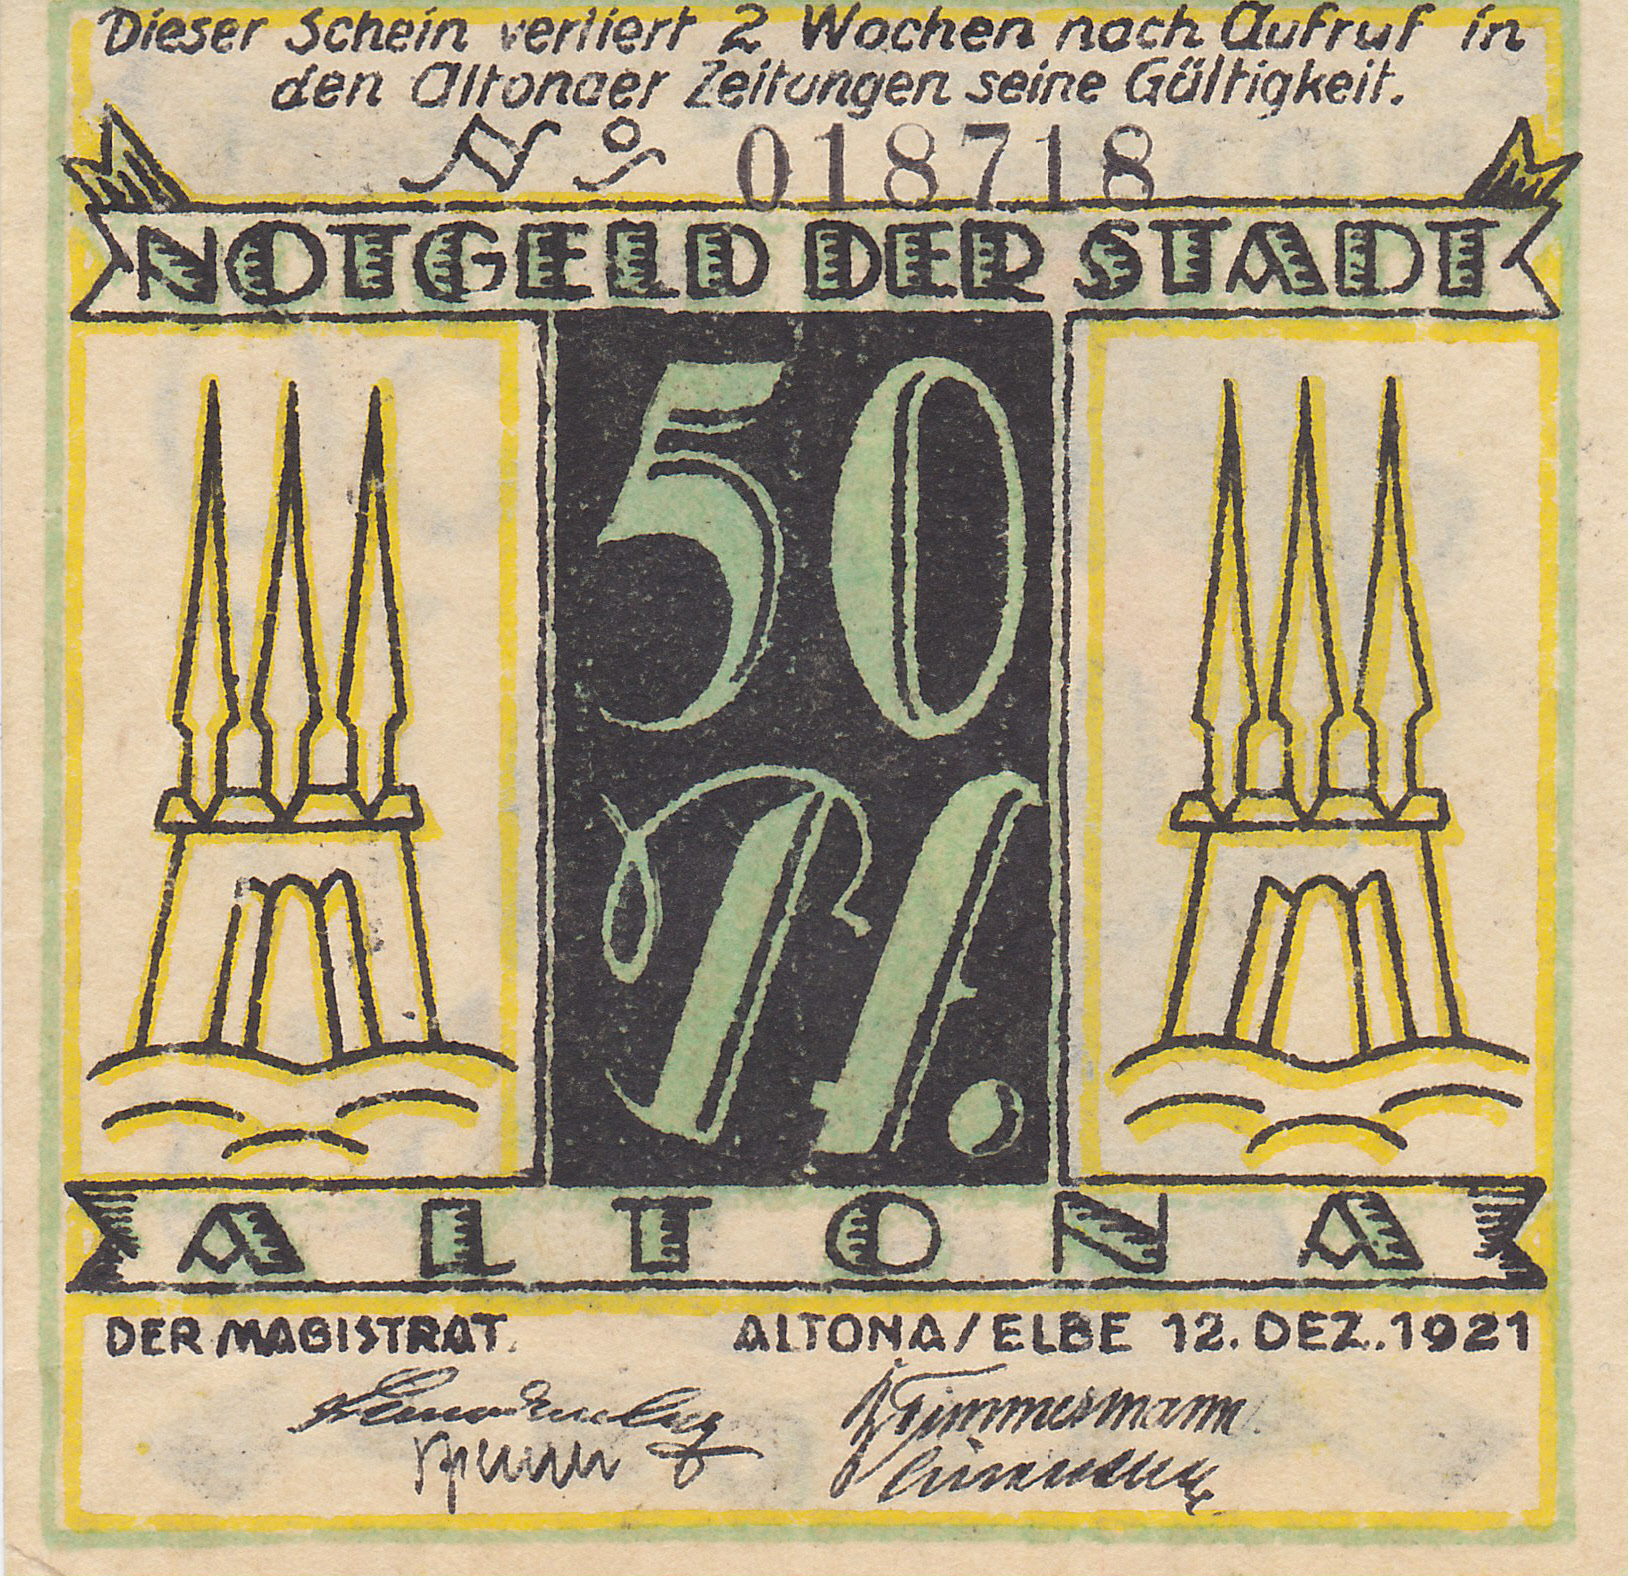 Dieser Schein verliert 2 Wochen nach Aufruf in
den Altonaer Zeitungen seine Gültigkeit.
No 018718
NOTGELD DER STADT
50
Pf.
ALTONA
DER MAGISTRAT. ALTONA/ELBE 12. DEZ. 1921